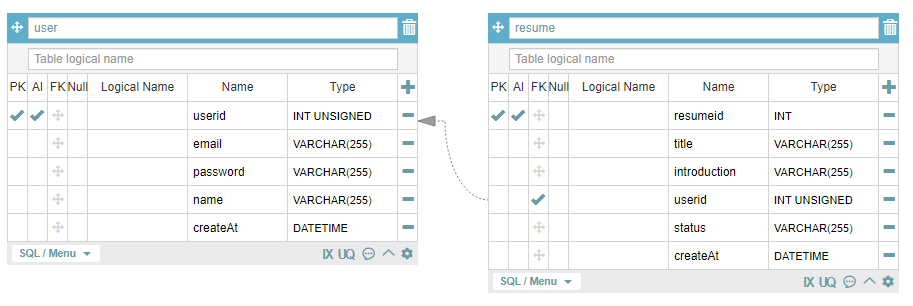 user
Table logical name
PK AI FK Null Logical Name Name Type
userid INT UNSIGNED
email VARCHAR(255)
password VARCHAR(255)
name VARCHAR(255)
createAt DATETIME
SQL / Menu IX UQ
resume
Table logical name
PK AI FK Null Logical Name Name Type
resumeid INT
title VARCHAR(255)
introduction VARCHAR(255)
userid INT UNSIGNED
status VARCHAR(255)
createAt DATETIME
SQL / Menu IX UQ